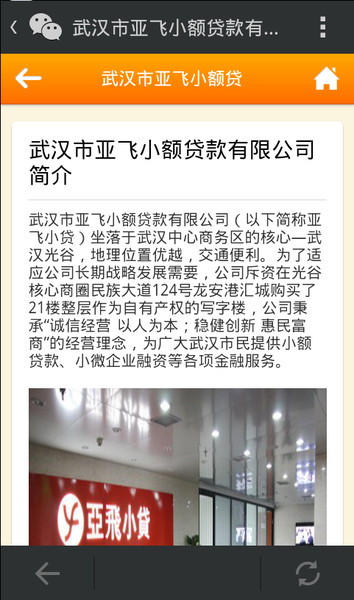 武汉市亚飞小额贷款有...
武汉市亚飞小额贷
武汉市亚飞小额贷款有限公司
简介
武汉市亚飞小额贷款有限公司（以下简称亚
飞小贷）坐落于武汉中心商务区的核心—武
汉光谷，地理位置优越，交通便利。为了适
应公司长期战略发展需要，公司斥资在光谷
核心商圈民族大道124号龙安港汇城购买了
21楼整层作为自有产权的写字楼，公司秉
承“诚信经营 以人为本；稳健创新 惠民富
商”的经营理念，为广大武汉市民提供小额
贷款、小微企业融资等各项金融服务。
亞飛小貸